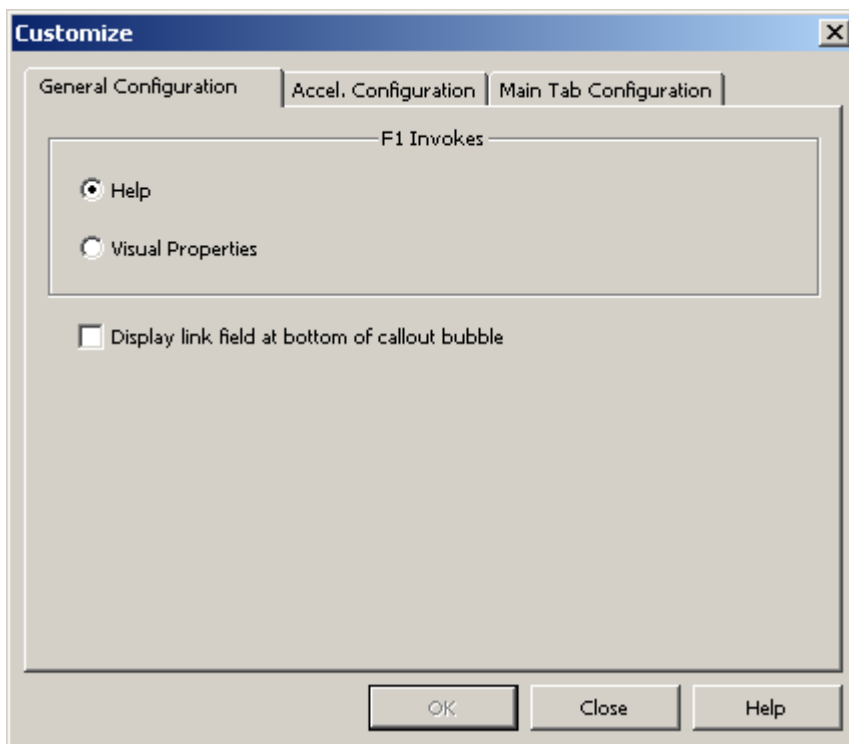 Customize
General Configuration
Accel. Configuration
Main Tab Configuration
F1 Invokes
Help
Visual Properties
Display link field at bottom of callout bubble
OK
Close
Help